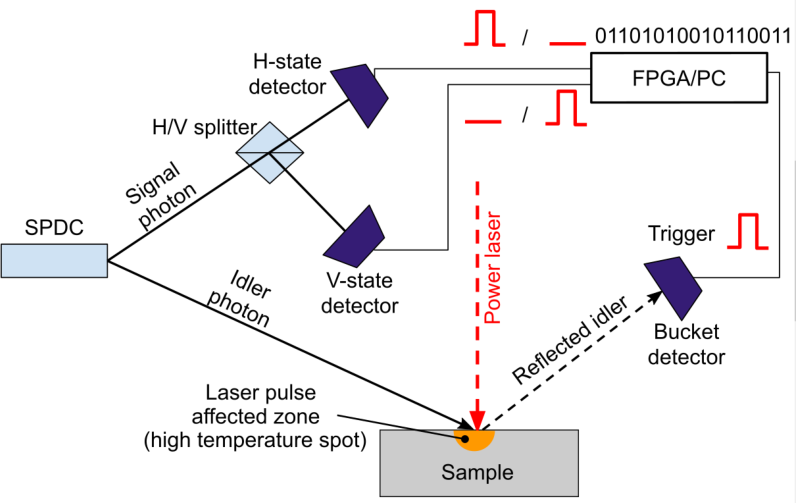 /
01101010010110011
H-state
detector
FPGA/PC
H/V splitter
/
Signal
photon
SPDC
Power laser
Trigger
Idler
photon
V-state
detector
Reflected idler
Bucket
detector
Laser pulse
affected zone
(high temperature spot)
Sample